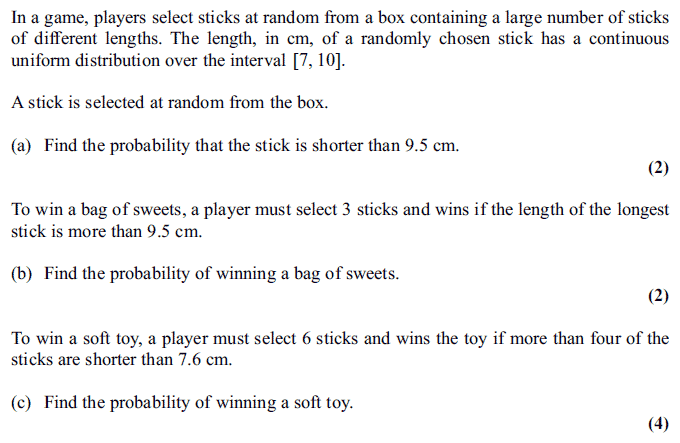 In a game, players select sticks at random from a box containing a large number of sticks
of different lengths. The length, in cm, of a randomly chosen stick has a continuous
uniform distribution over the interval [7, 10].
A stick is selected at random from the box.
(a) Find the probability that the stick is shorter than 9.5 cm.
(2)
To win a bag of sweets, a player must select 3 sticks and wins if the length of the longest
stick is more than 9.5 cm.
(b) Find the probability of winning a bag of sweets.
(2)
To win a soft toy, a player must select 6 sticks and wins the toy if more than four of the
sticks are shorter than 7.6 cm.
(c) Find the probability of winning a soft toy.
(4)